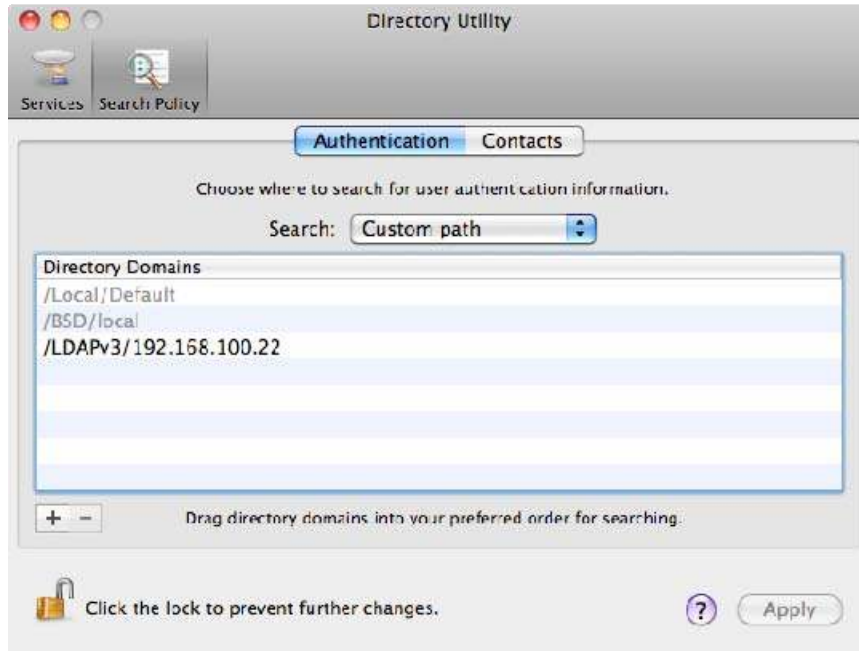 Directory Utility
Services Search Policy
Authentication Contacts
Choose where to search for user authentication information.
Search: Custom path
Directory Domains
/Local/Default
/BSD/local
/LDAPv3/192.168.100.22
+ −
Drag directory domains into your preferred order for searching.
Click the lock to prevent further changes.
? Apply